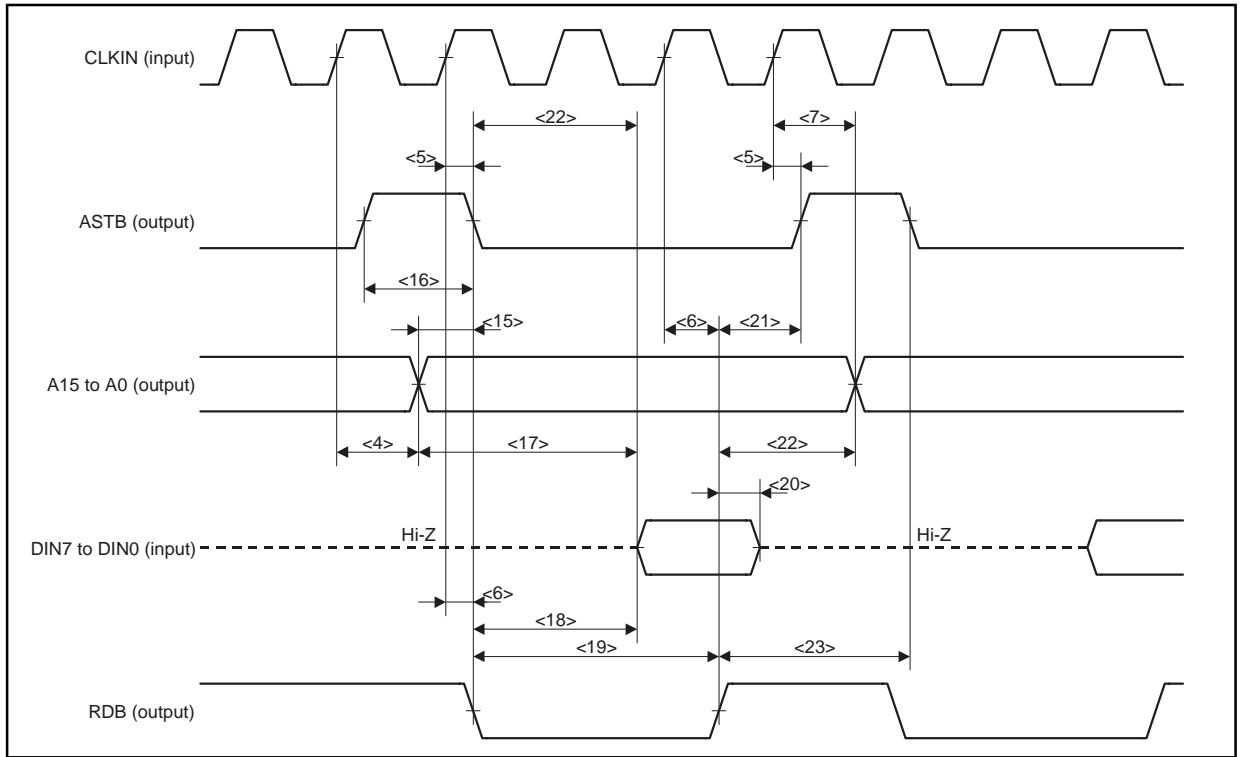 CLKIN (input)
<22>
<7>
<5>
<5>
ASTB (output)
<16>
<15>
<6>
<21>
A15 to A0 (output)
<4>
<17>
<22>
<20>
Hi-Z
Hi-Z
DIN7 to DIN0 (input)
<6>
<18>
<19>
<23>
RDB (output)